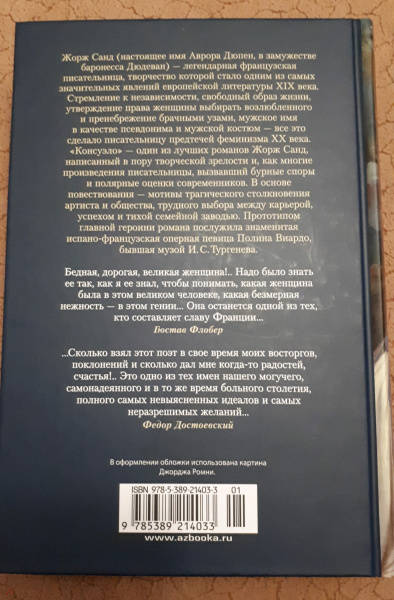 Жорж Санд (настоящее имя Аврора Дюпен, в замужестве
баронесса Дюдеван) — легендарная французская
писательница, творчество которой стало одним из самых
значительных явлений европейской литературы XIX века.
Стремление к независимости, свободный образ жизни,
утверждение права женщины выбирать возлюбленного
и пренебрежение брачными узами, мужское имя
в качестве псевдонима и мужской костюм — все это
сделало писательницу предтечей феминизма XX века.
«Консуэло» — один из лучших романов Жорж Санд,
написанный в пору творческой зрелости и, как многие
произведения писательницы, вызвавший бурные споры
и полярные оценки современников. В основе
повествования — мотивы трагического столкновения
артиста и общества, трудного выбора между карьерой,
успехом и тихой семейной заводью. Прототипом
главной героини романа послужила знаменитая
испано-французская оперная певица Полина Виардо,
бывшая музой И. С. Тургенева.
Бедная, дорогая, великая женщина!.. Надо было знать
ее так, как я ее знал, чтобы понимать, какая женщина
была в этом великом человеке, какая безмерная
нежность — в этом гении... Она останется одной из тех,
кто составляет славу Франции...
Гюстав Флобер
...Сколько взял этот поэт в свое время моих восторгов,
поклонений и сколько дал мне когда-то радостей,
счастья!.. Это одно из тех имен нашего могучего,
самонадеянного и в то же время больного столетия,
полного самых невыясненных идеалов и самых
неразрешимых желаний...
Федор Достоевский
В оформлении обложки использована картина
Джорджа Ромни.
ISBN 978-5-389-21403-3 01
9 785389 214033
www.azbooka.ru